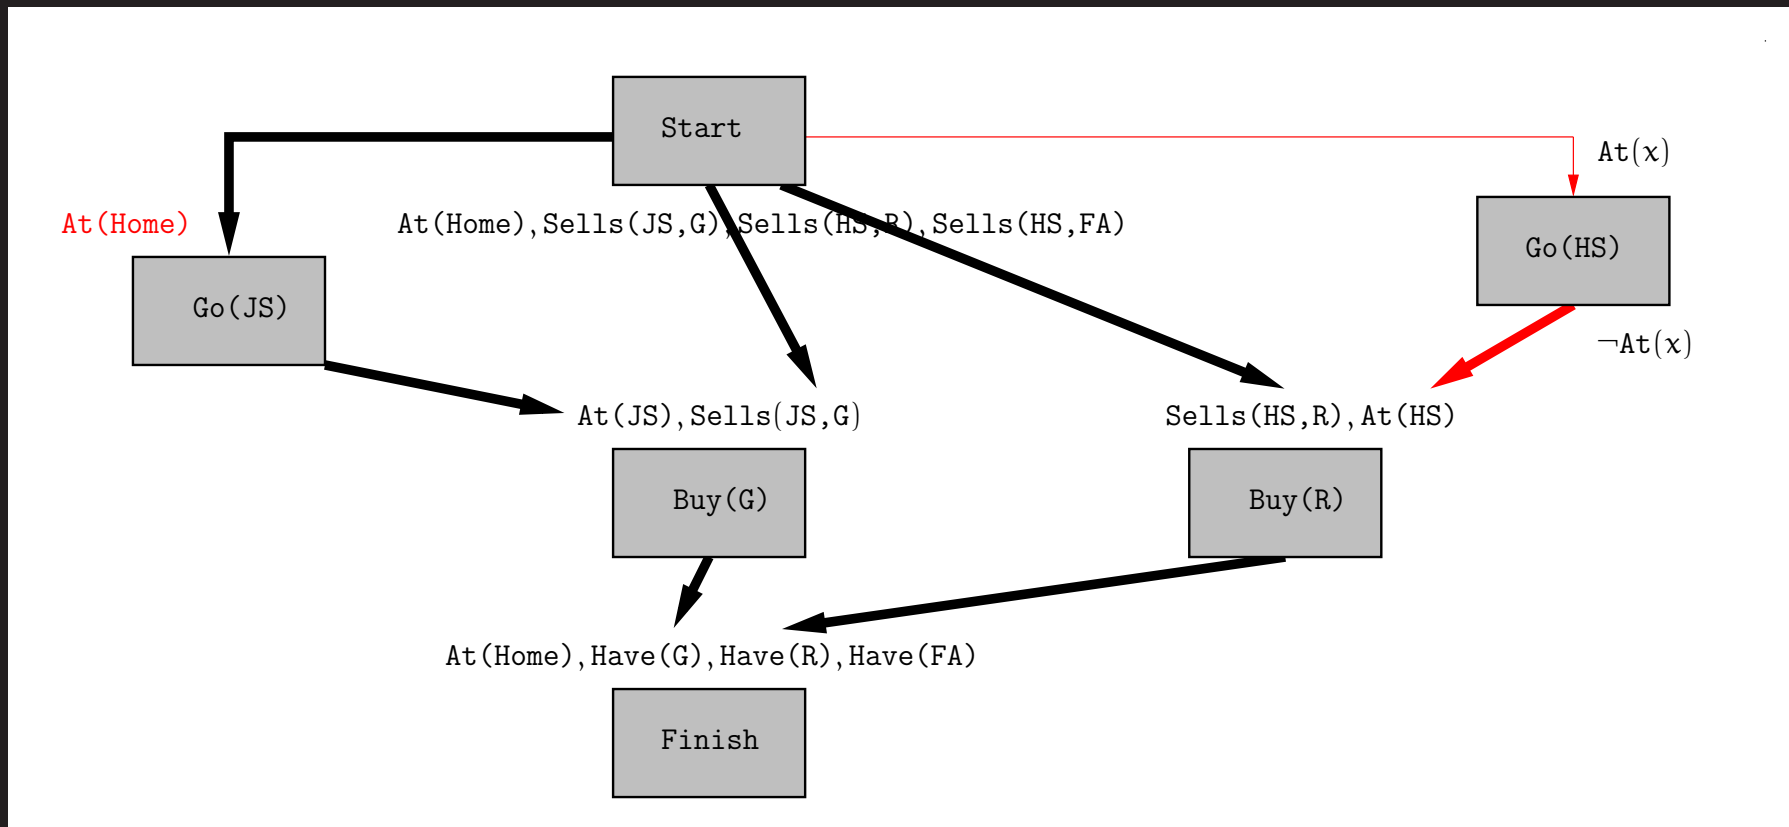 Start
At(x)
At(Home)
At(Home),Sells(JS,G),Sells(HS,R),Sells(HS,FA)
Go(HS)
Go(JS)
¬At(x)
At(JS),Sells(JS,G)
Sells(HS,R),At(HS)
Buy(G)
Buy(R)
At(Home),Have(G),Have(R),Have(FA)
Finish